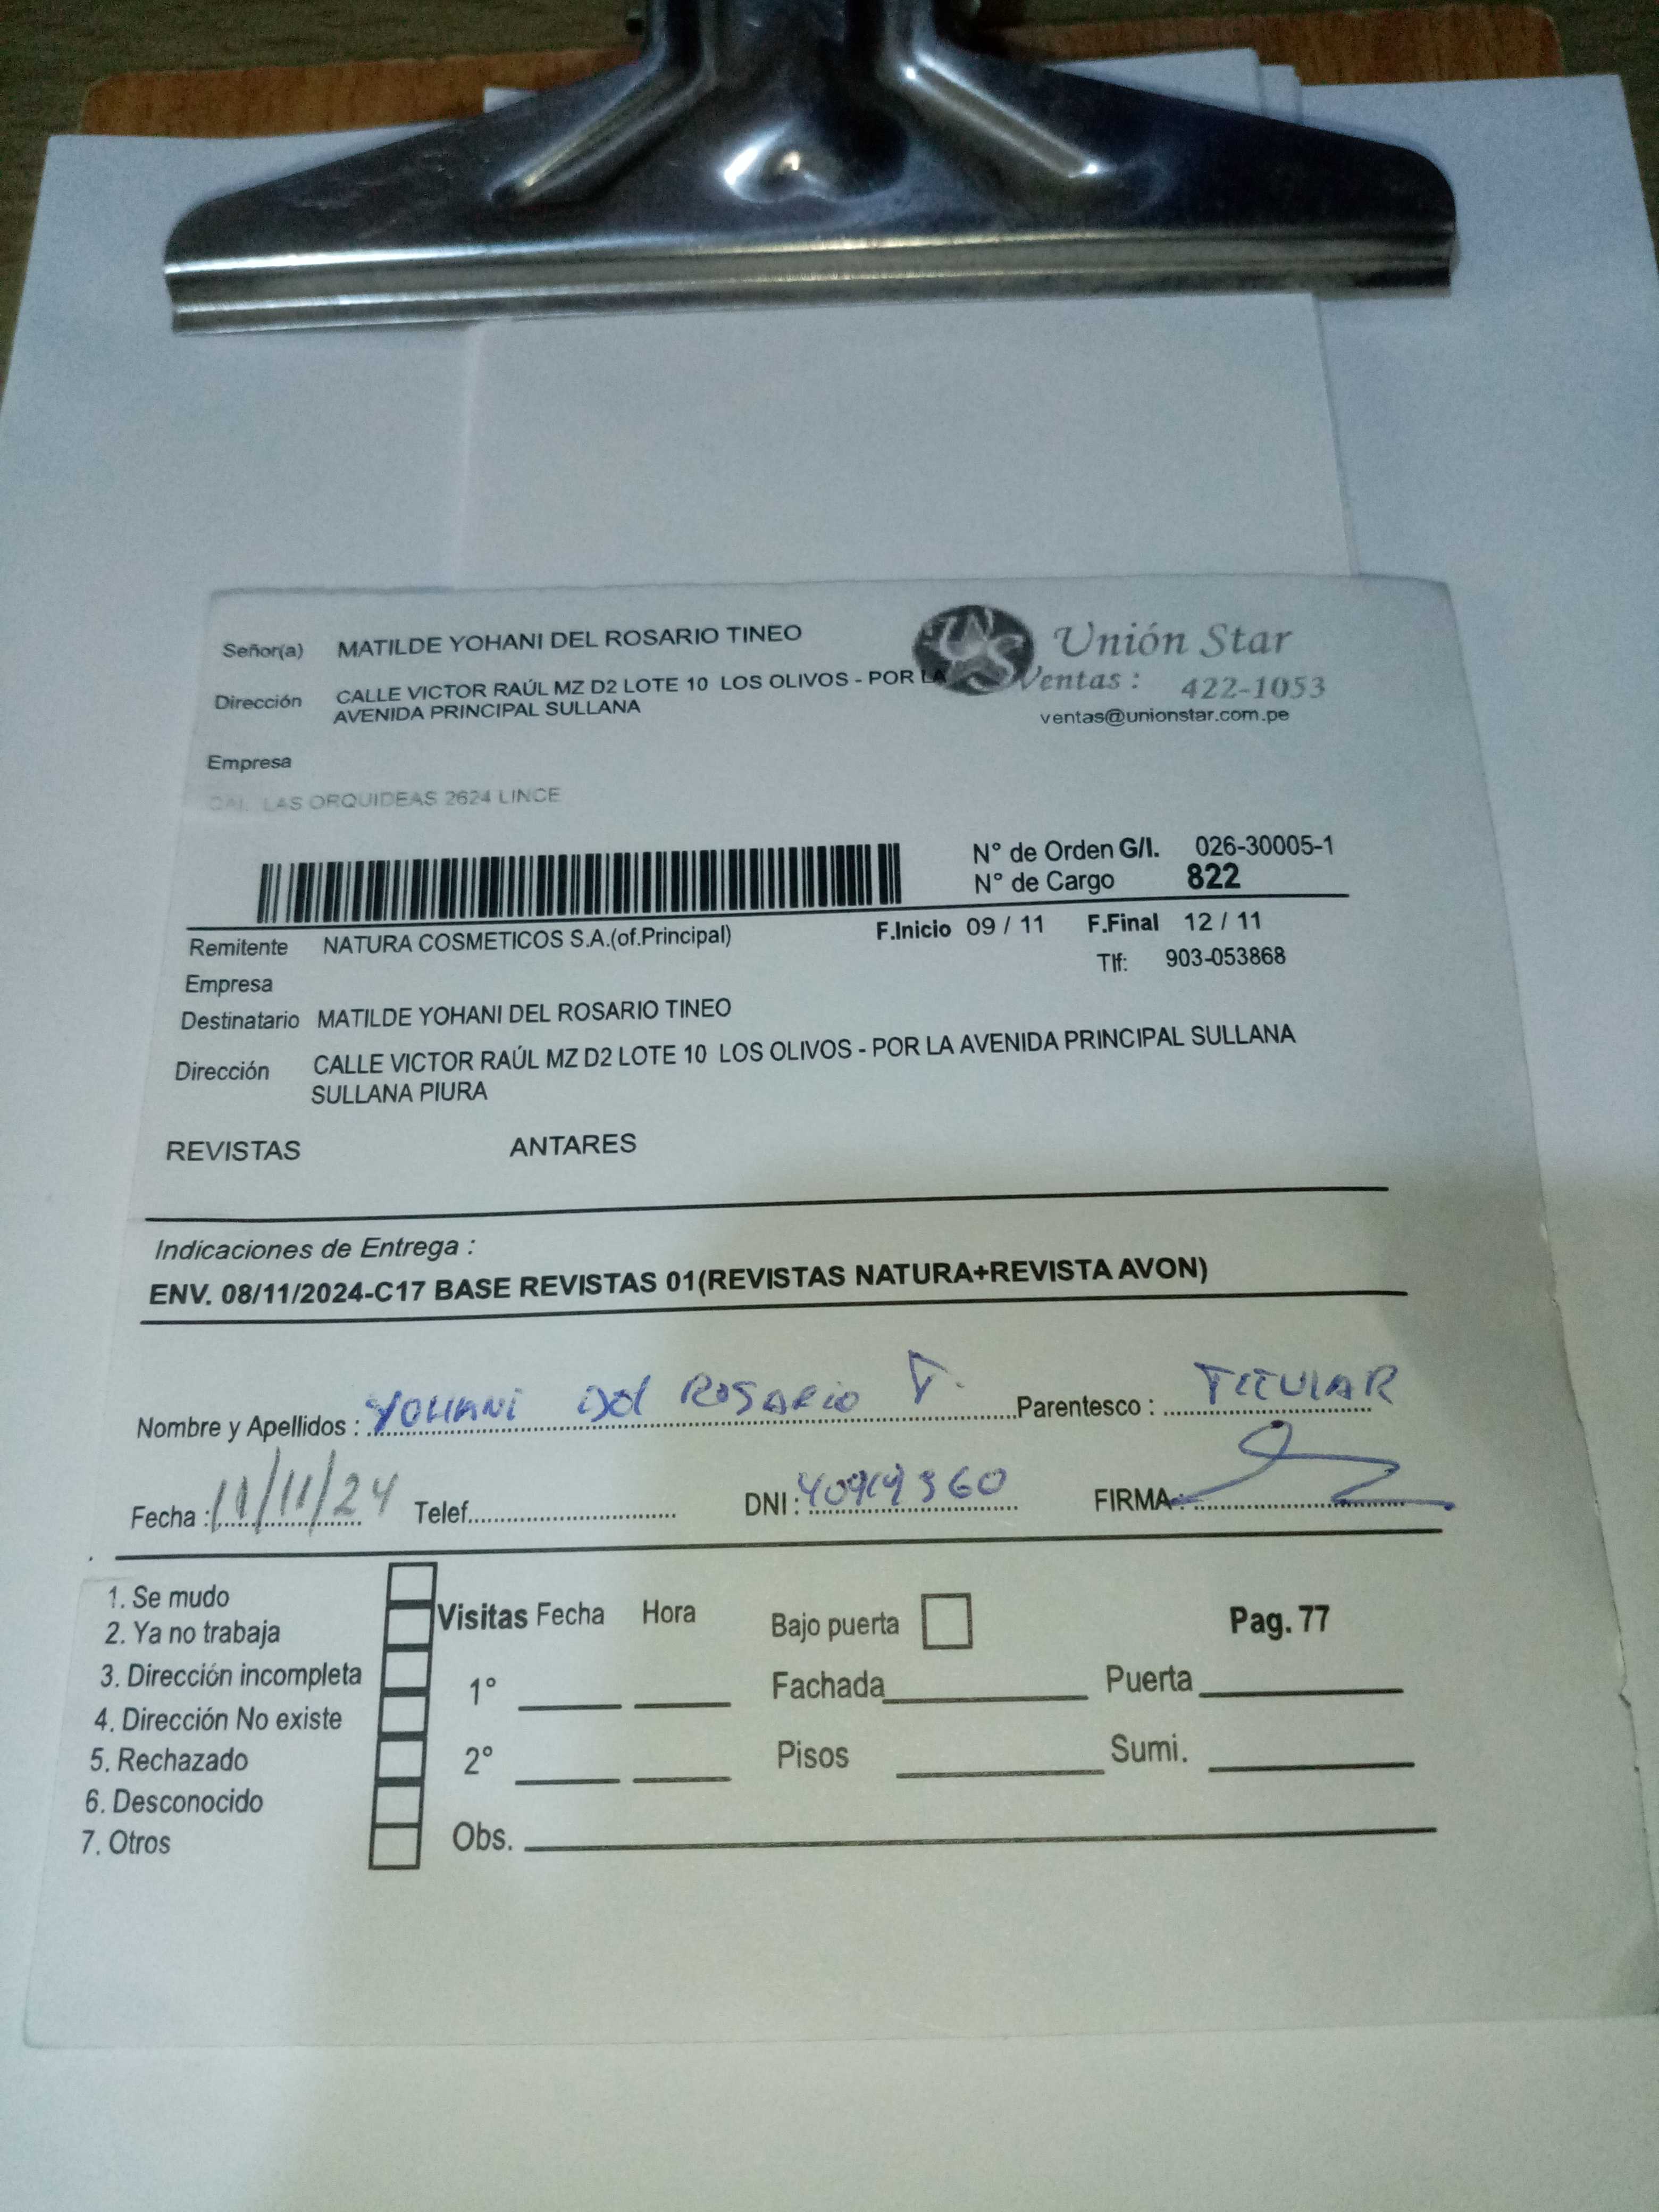 Señor(a) MATILDE YOHANI DEL ROSARIO TINEO
Unión Star
Dirección CALLE VICTOR RAÚL MZ D2 LOTE 10 LOS OLIVOS - POR LA
AVENIDA PRINCIPAL SULLANA
Ventas : 422-1053
ventas@unionstar.com.pe
Empresa
CAL. LAS ORQUIDEAS 2624 LINCE
N° de Orden G/I. 026-30005-1
N° de Cargo 822
Remitente NATURA COSMETICOS S.A.(of.Principal) F.Inicio 09 / 11 F.Final 12 / 11
Tlf: 903-053868
Empresa
Destinatario MATILDE YOHANI DEL ROSARIO TINEO
Dirección CALLE VICTOR RAÚL MZ D2 LOTE 10 LOS OLIVOS - POR LA AVENIDA PRINCIPAL SULLANA
SULLANA PIURA
REVISTAS ANTARES
Indicaciones de Entrega :
ENV. 08/11/2024-C17 BASE REVISTAS 01(REVISTAS NATURA+REVISTA AVON)
Nombre y Apellidos : YOHANI Del ROSARIO T. Parentesco : TITULAR
Fecha : 11/11/24 Telef. DNI : FIRMA :
1. Se mudo
2. Ya no trabaja
3. Dirección incompleta
4. Dirección No existe
5. Rechazado
6. Desconocido
7. Otros
Visitas Fecha Hora Bajo puerta Pag. 77
1° Fachada Puerta
2° Pisos Sumi.
Obs.